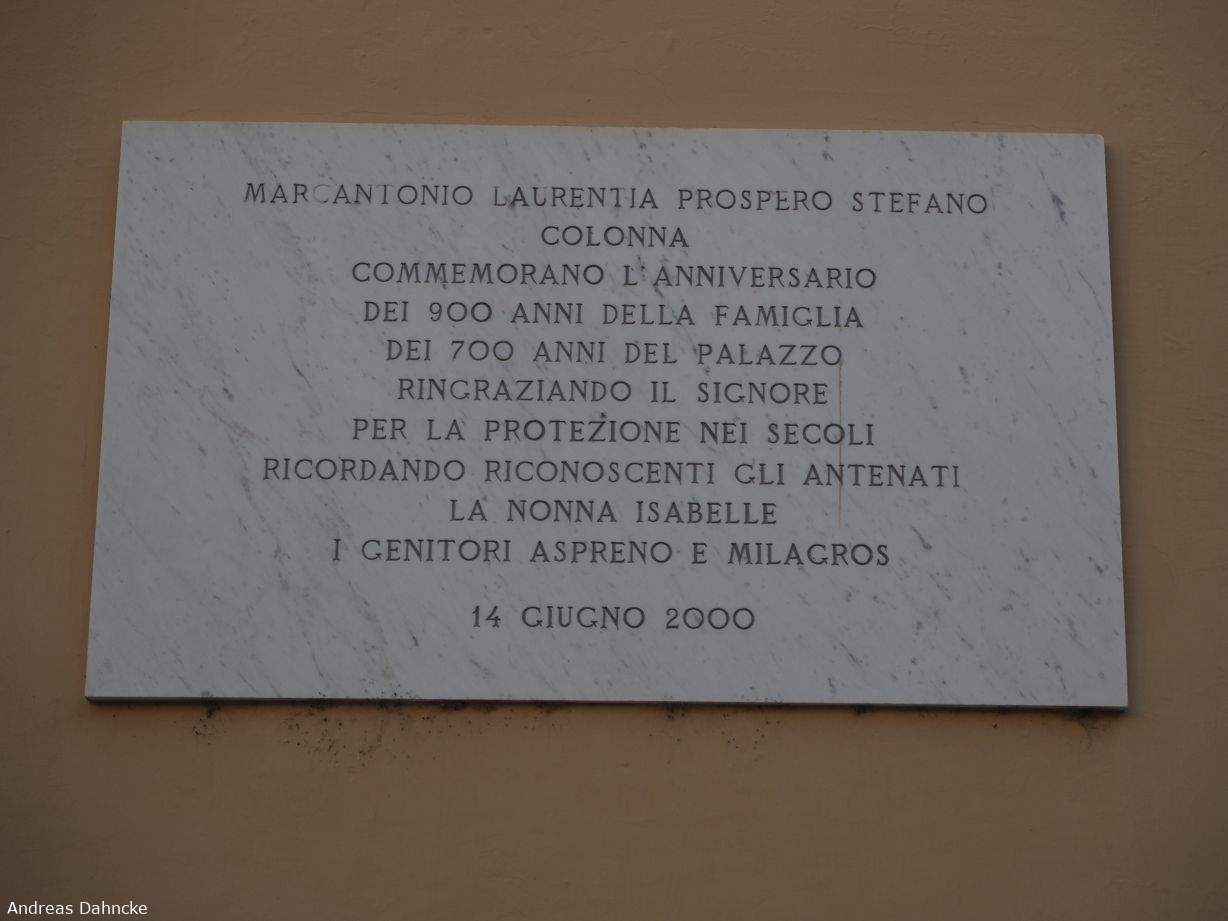 MARCANTONIO LAURENTIA PROSPERO STEFANO
COLONNA
COMMEMORANO L'ANNIVERSARIO
DEI 900 ANNI DELLA FAMIGLIA
DEI 700 ANNI DEL PALAZZO
RINGRAZIANDO IL SIGNORE
PER LA PROTEZIONE NEI SECOLI
RICORDANDO RICONOSCENTI GLI ANTENATI
LA NONNA ISABELLE
I GENITORI ASPRENO E MILAGROS
14 GIUGNO 2000
Andreas Dahncke